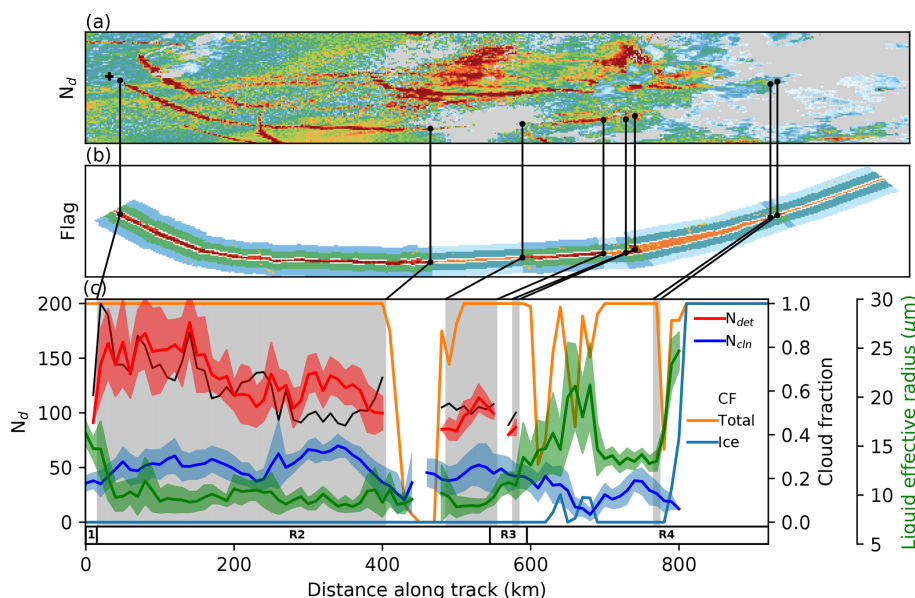 (a)
N_d
(b)
Flag
(c)
200
150
100
50
0
N_d
N_det
N_cln
CF
Total
Ice
1.0
0.8
0.6
0.4
0.2
0.0
Cloud fraction
30
25
20
15
10
5
Liquid effective radius (μm)
1
R2
R3
R4
0
200
400
600
800
Distance along track (km)